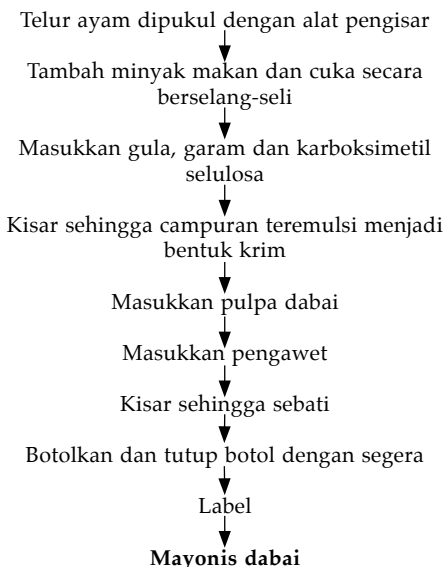 Telur ayam dipukul dengan alat pengisar
Tambah minyak makan dan cuka secara
berselang-seli
Masukkan gula, garam dan karboksimetil
selulosa
Kisar sehingga campuran teremulsi menjadi
bentuk krim
Masukkan pulpa dabai
Masukkan pengawet
Kisar sehingga sebati
Botolkan dan tutup botol dengan segera
Label
Mayonis dabai